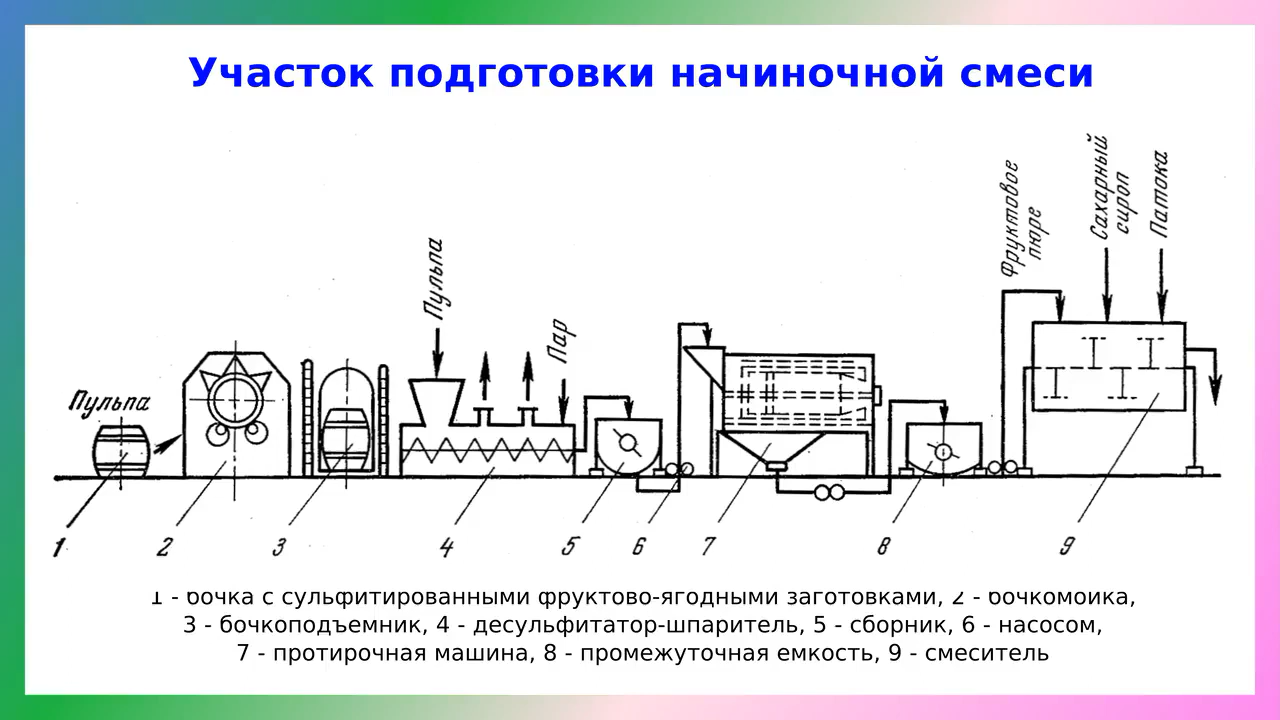 Участок подготовки начиночной смеси
Фруктовое
пюре
Сахарный
сироп
Патока
Пульпа
Пар
Пульпа
1 2 3 4 5 6 7 8 9
1 - бочка с сульфитированными фруктово-ягодными заготовками, 2 - бочкомойка,
3 - бочкоподъемник, 4 - десульфитатор-шпаритель, 5 - сборник, 6 - насосом,
7 - протирочная машина, 8 - промежуточная емкость, 9 - смеситель